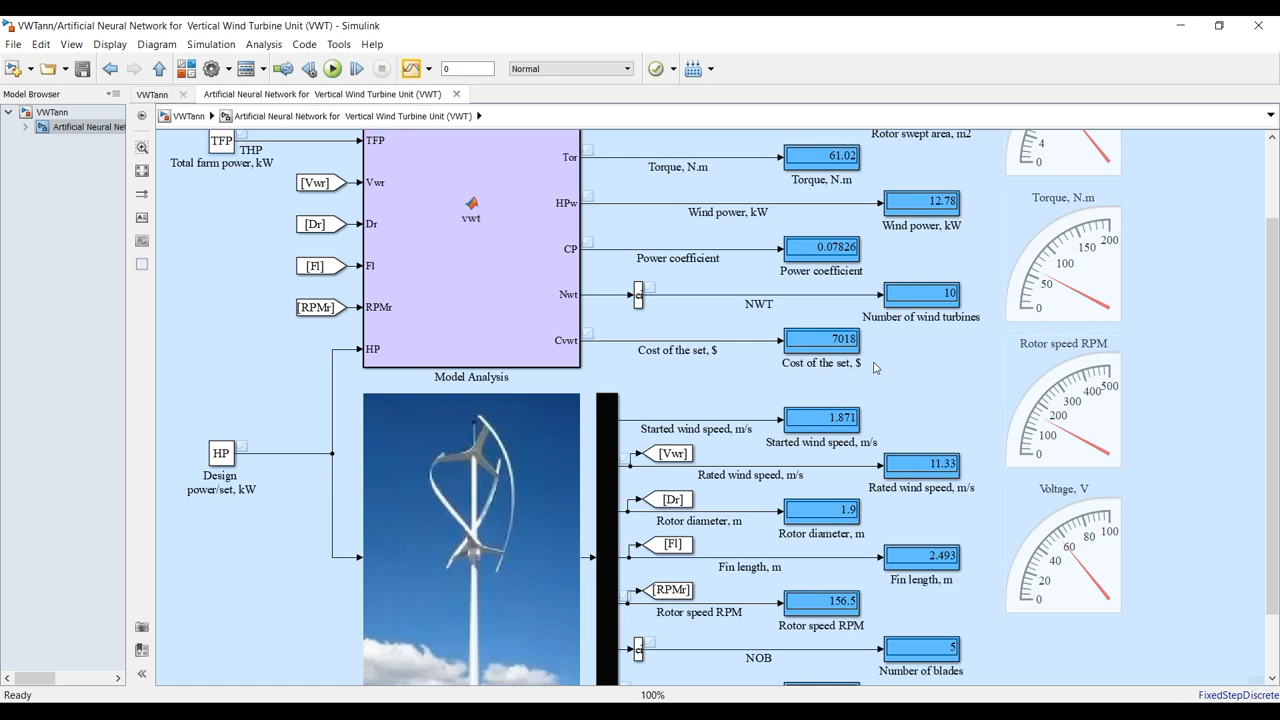 VWTann/Artificial Neural Network for Vertical Wind Turbine Unit (VWT) - Simulink
File Edit View Display Diagram Simulation Analysis Code Tools Help
0
Normal
Model Browser
VWTann
Artificial Neural Network for Vertical Wind Turbine Unit (VWT)
VWTann
Artificial Neural Net
VWTann
Artificial Neural Network for Vertical Wind Turbine Unit (VWT)
TFP
THP
Total farm power, kW
[Vwr]
[Dr]
[Fl]
[RPMr]
TFP
Vwr
Dr
Fl
RPMr
HP
vwt
Tor
HPw
CP
Nwt
Cvwt
Model Analysis
HP
Design
power/set, kW
Rotor swept area, m2
Torque, N.m
61.02
Torque, N.m
Wind power, kW
12.78
Wind power, kW
Power coefficient
0.07826
Power coefficient
NWT
10
Number of wind turbines
Cost of the set, $
7018
Cost of the set, $
Started wind speed, m/s
1.871
Started wind speed, m/s
[Vwr]
Rated wind speed, m/s
11.33
Rated wind speed, m/s
[Dr]
Rotor diameter, m
1.9
Rotor diameter, m
[Fl]
Fin length, m
2.493
Fin length, m
[RPMr]
Rotor speed RPM
156.5
Rotor speed RPM
NOB
5
Number of blades
4
0
Torque, N.m
0
50
100
150
200
Rotor speed RPM
0
100
200
300
400
500
Voltage, V
0
20
40
60
80
100
Ready
100%
FixedStepDiscrete